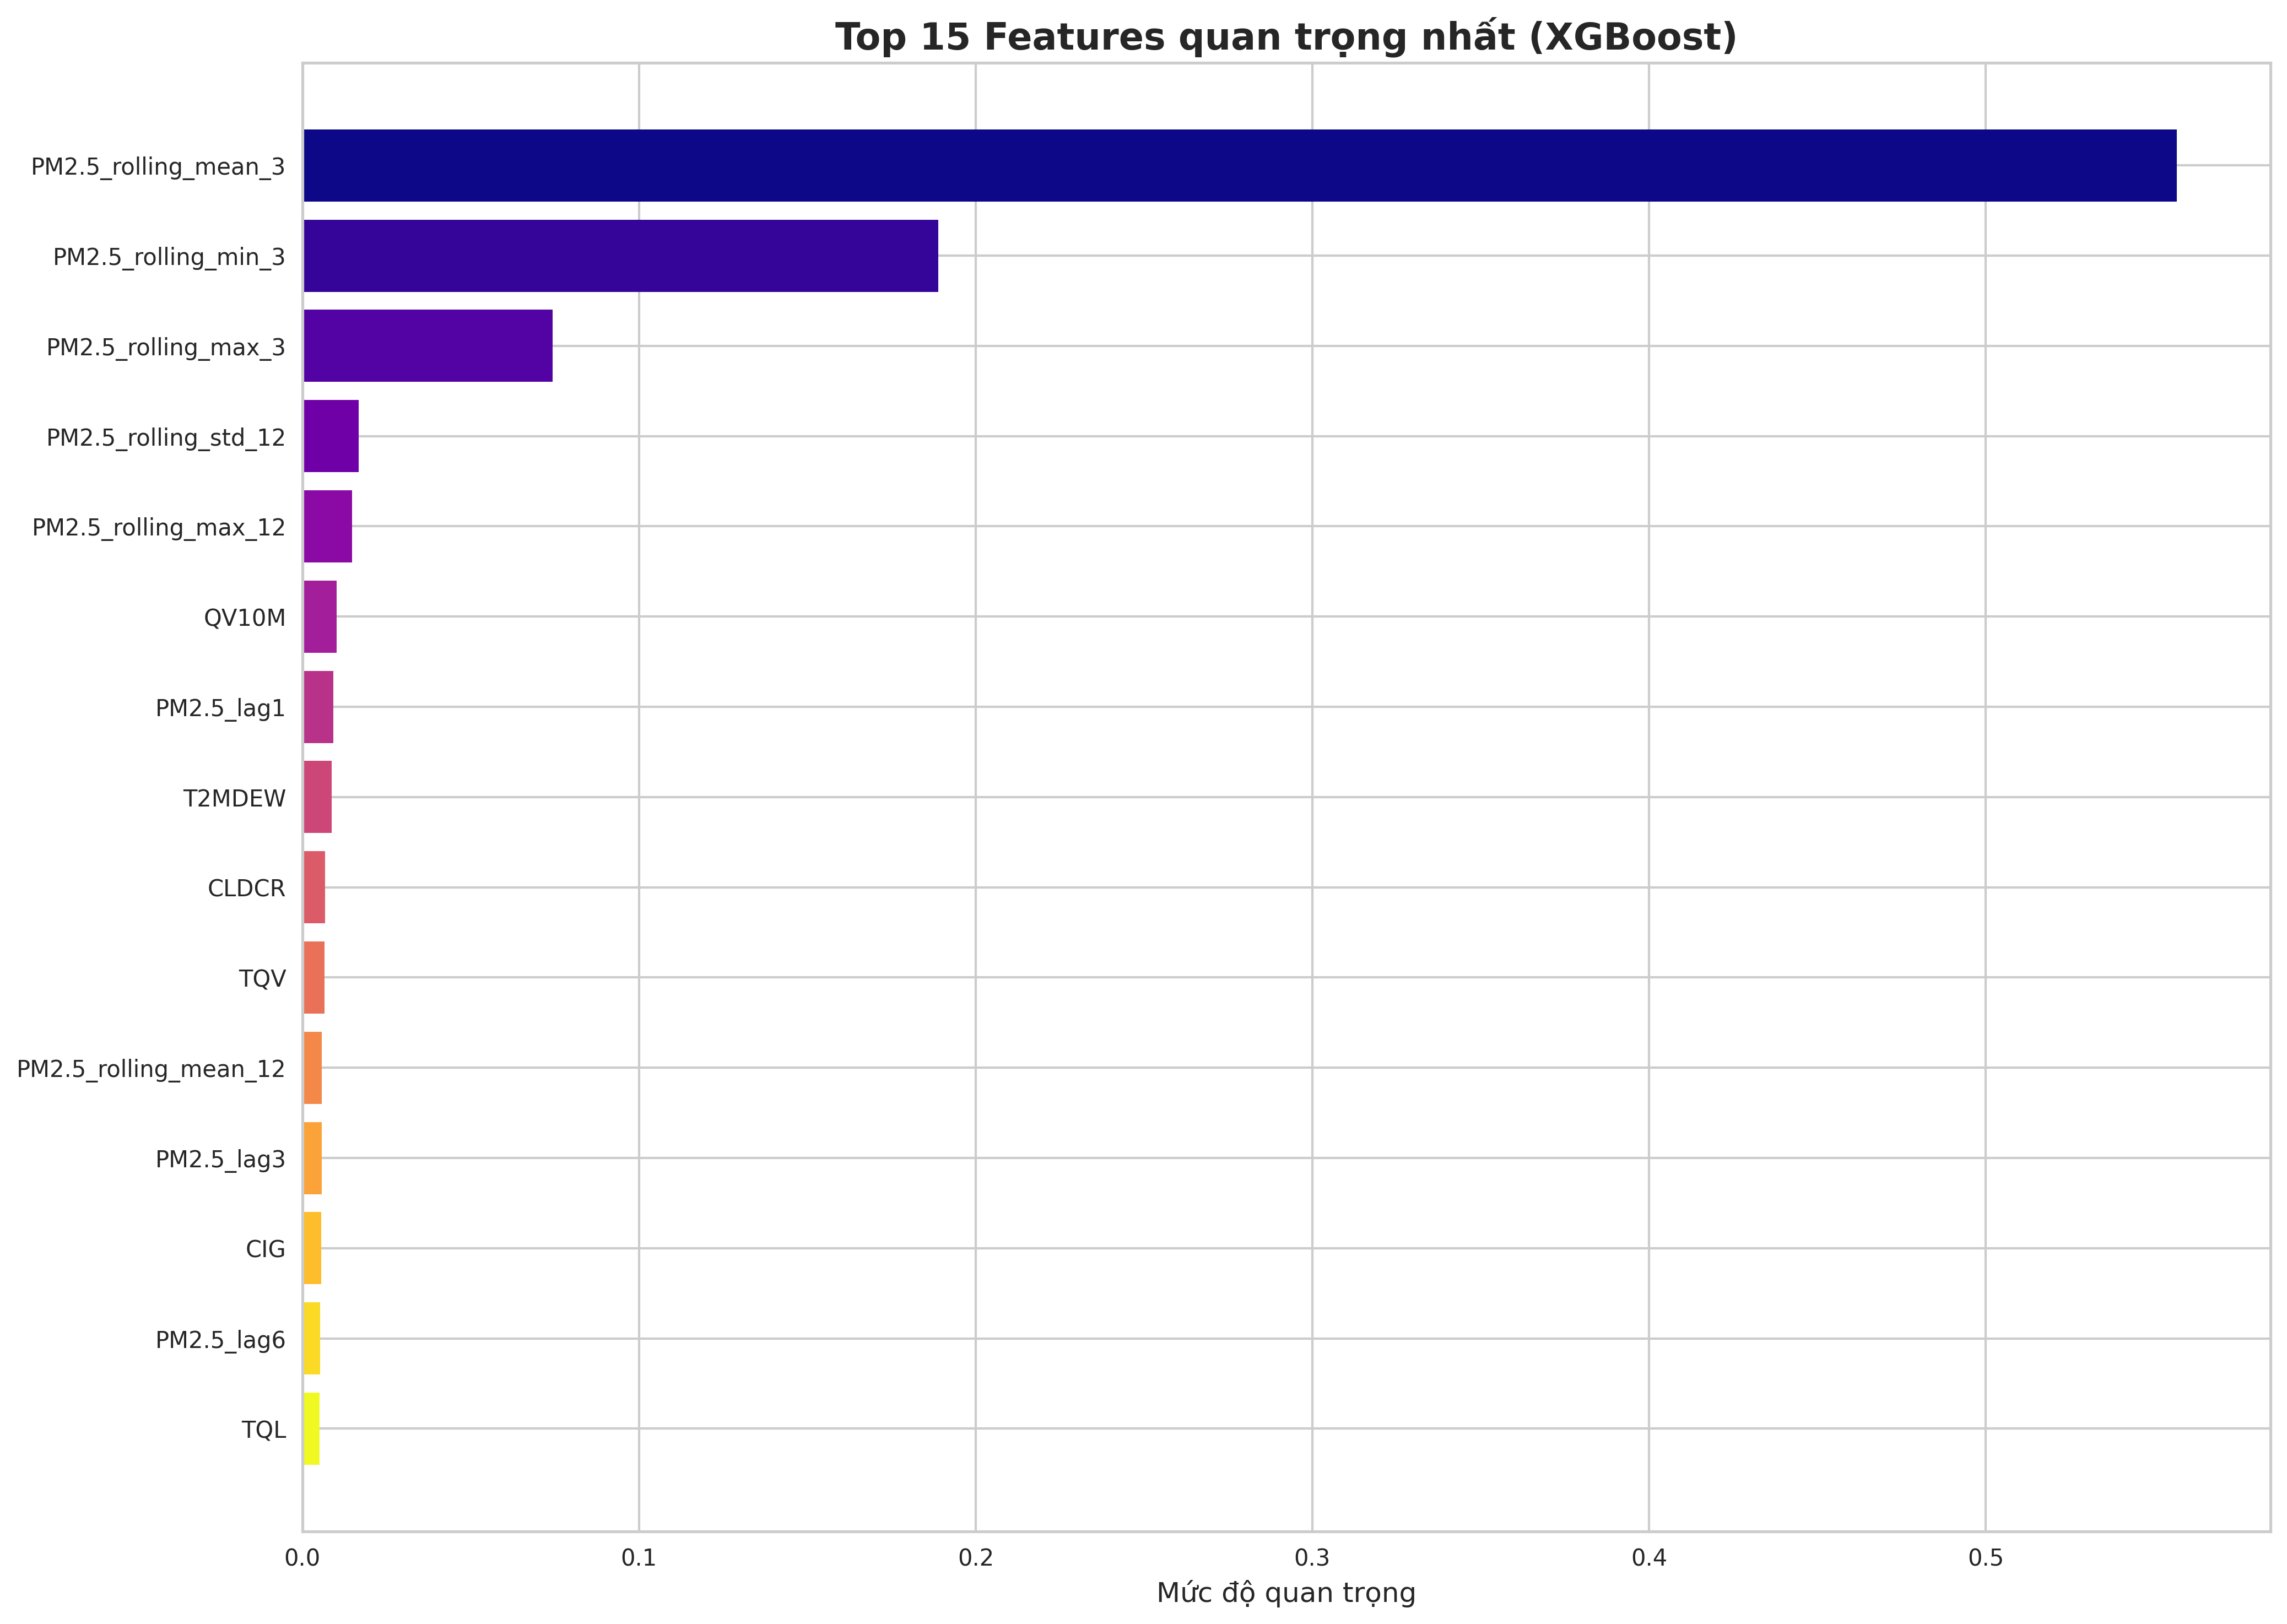 Top 15 Features quan trọng nhất (XGBoost)
PM2.5_rolling_mean_3
PM2.5_rolling_min_3
PM2.5_rolling_max_3
PM2.5_rolling_std_12
PM2.5_rolling_max_12
QV10M
PM2.5_lag1
T2MDEW
CLDCR
TQV
PM2.5_rolling_mean_12
PM2.5_lag3
CIG
PM2.5_lag6
TQL
0.0 0.1 0.2 0.3 0.4 0.5
Mức độ quan trọng